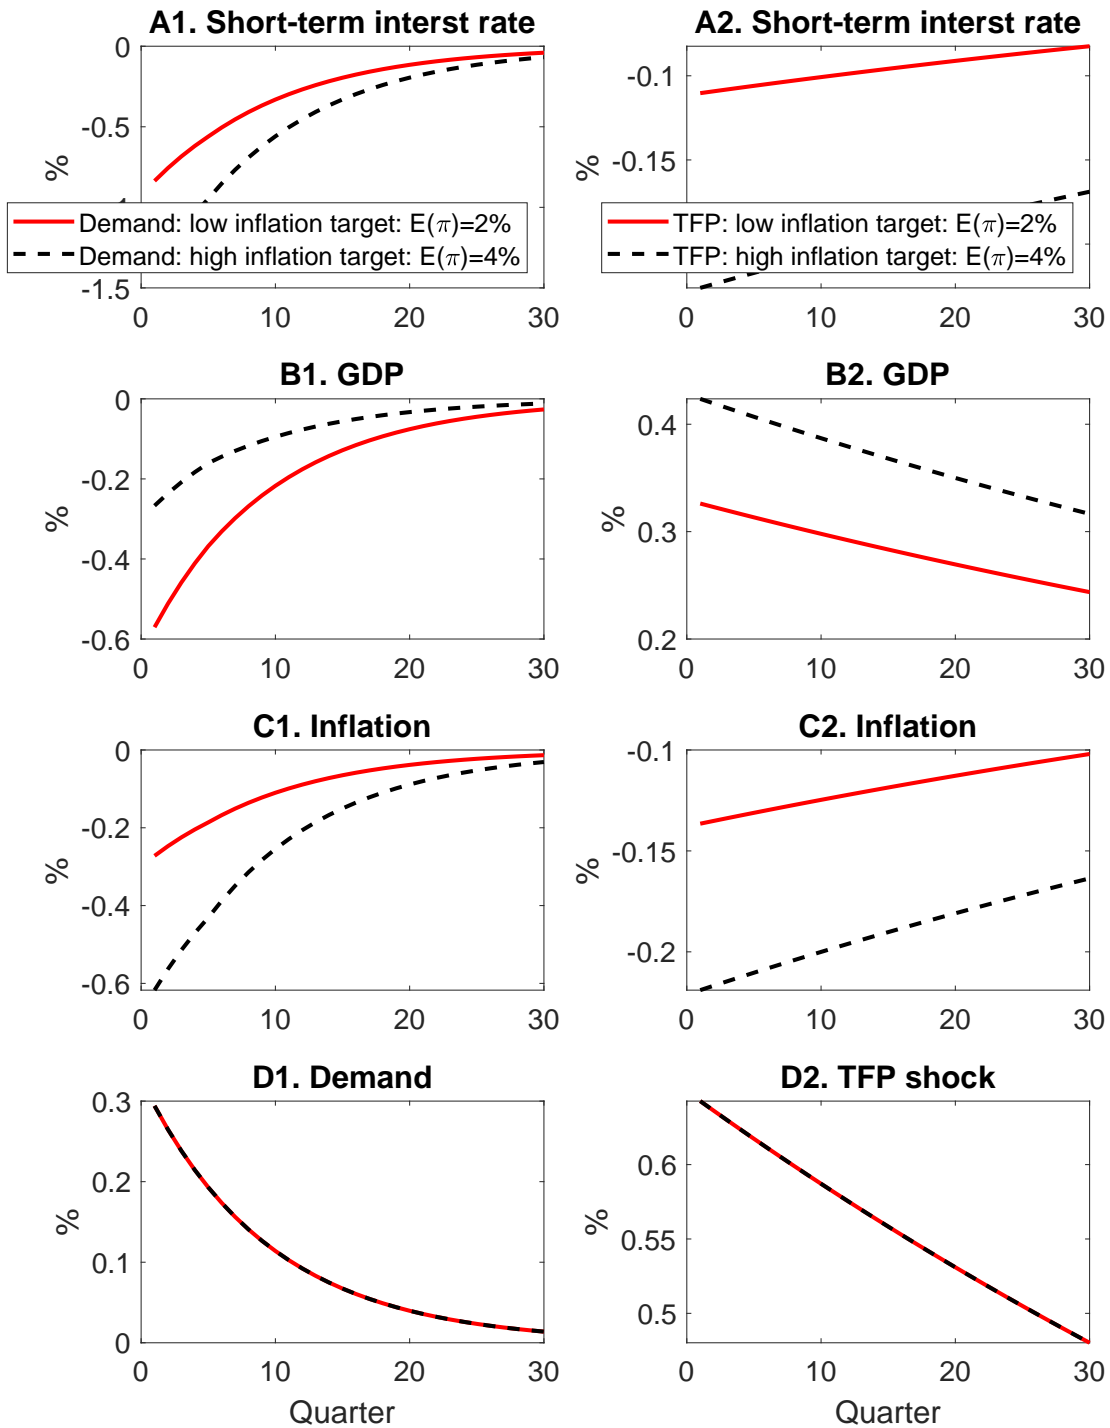 A1. Short-term interst rate
0
-0.5
-1.5
%
Demand: low inflation target: E(π)=2%
Demand: high inflation target: E(π)=4%
0 10 20 30
A2. Short-term interst rate
-0.1
-0.15
%
TFP: low inflation target: E(π)=2%
TFP: high inflation target: E(π)=4%
0 10 20 30
B1. GDP
0
-0.2
-0.4
-0.6
%
0 10 20 30
B2. GDP
0.4
0.3
0.2
%
0 10 20 30
C1. Inflation
0
-0.2
-0.4
-0.6
%
0 10 20 30
C2. Inflation
-0.1
-0.15
-0.2
%
0 10 20 30
D1. Demand
0.3
0.2
0.1
0
%
0 10 20 30
Quarter
D2. TFP shock
0.6
0.55
0.5
%
0 10 20 30
Quarter